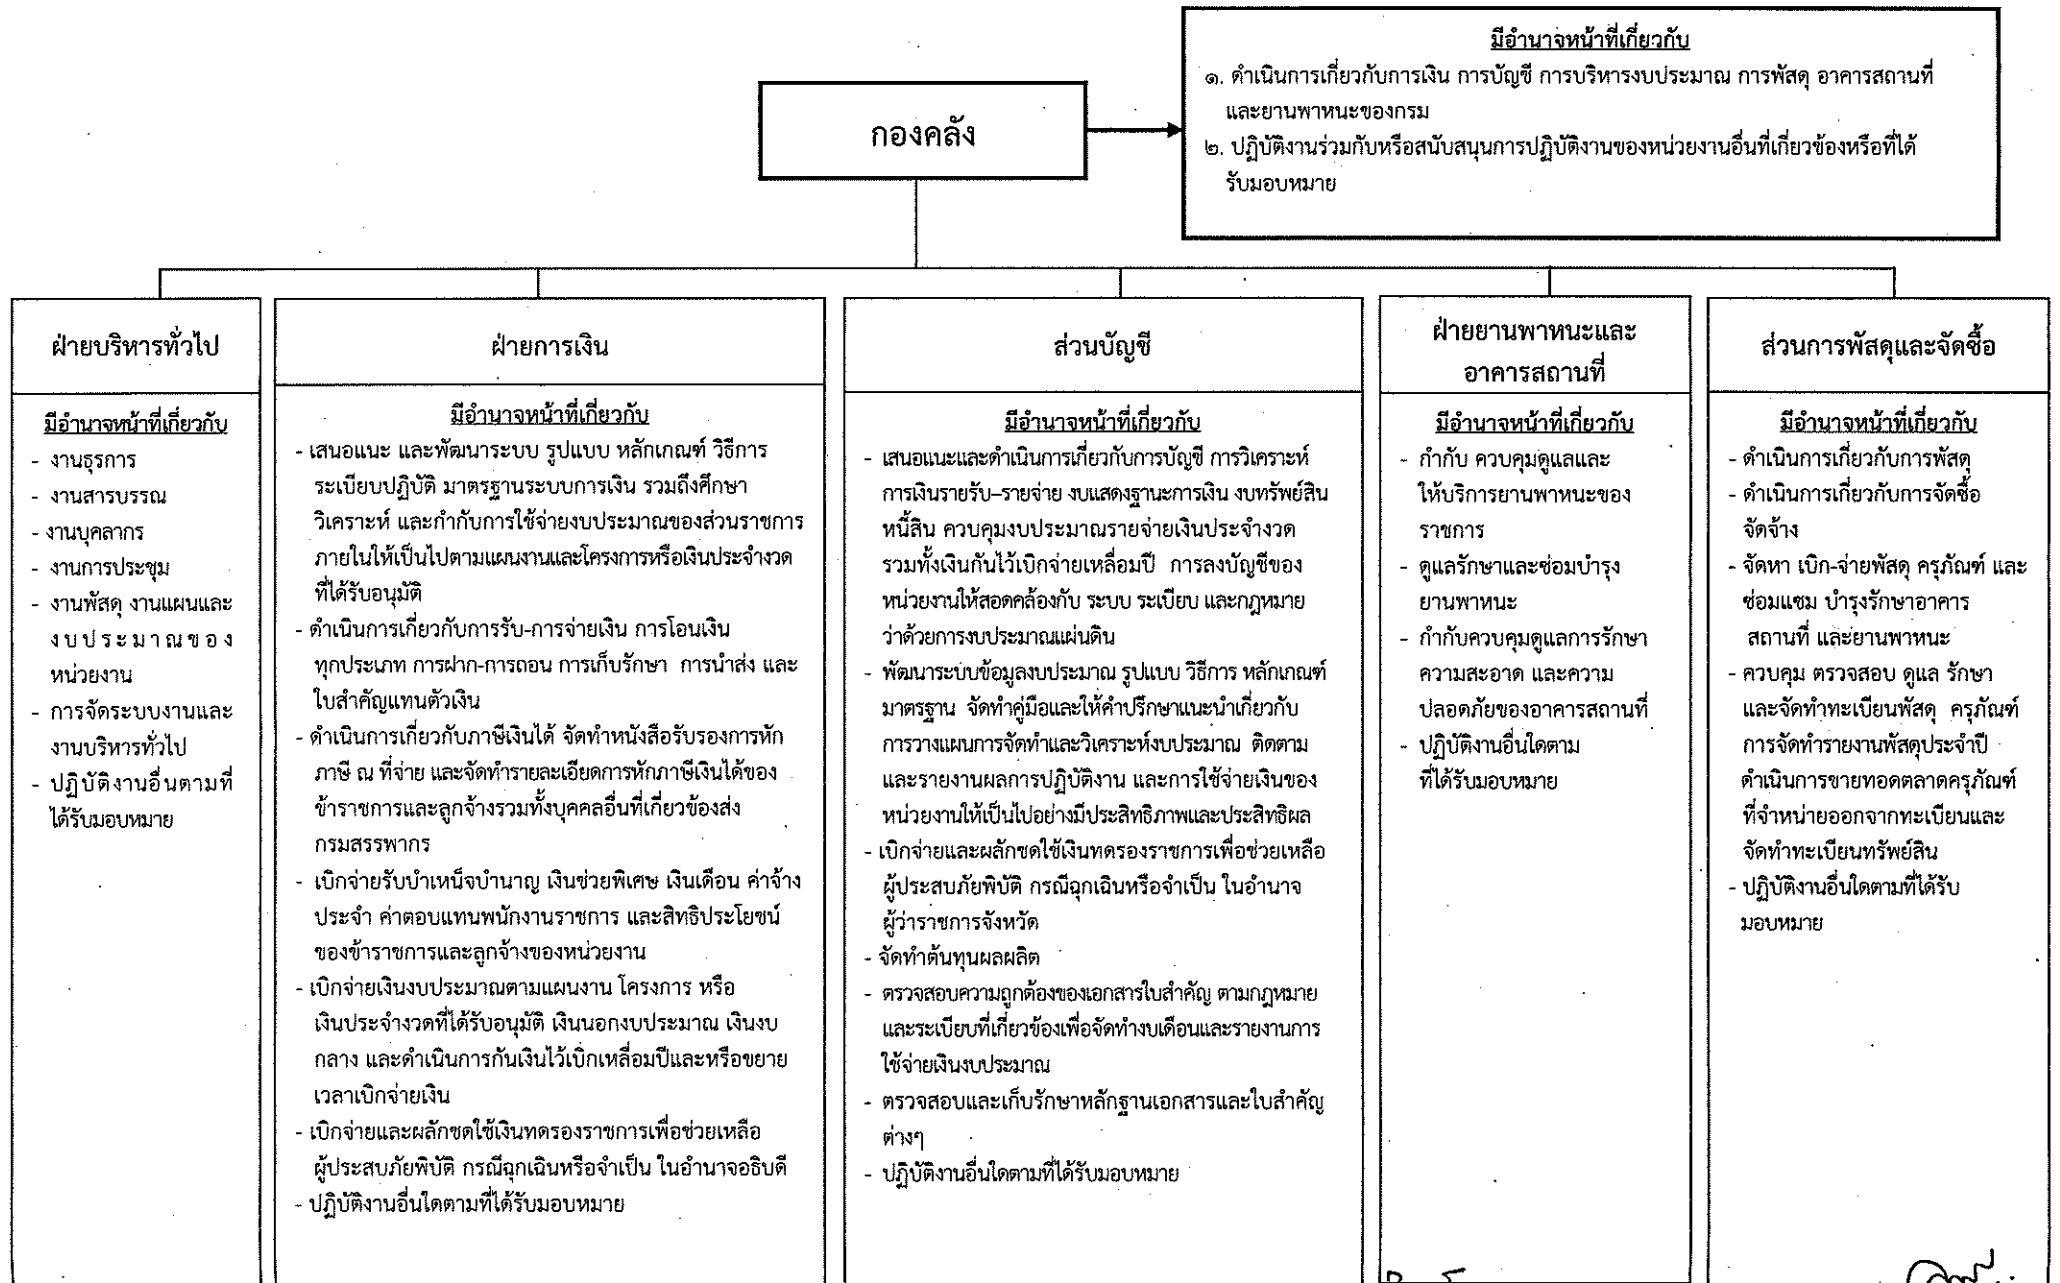 มีอำนาจหน้าที่เกี่ยวกับ
๑. ดำเนินการเกี่ยวกับการเงิน การบัญชี การบริหารงบประมาณ การพัสดุ อาคารสถานที่
และยานพาหนะของกรม
๒. ปฏิบัติงานร่วมกับหรือสนับสนุนการปฏิบัติงานของหน่วยงานอื่นที่เกี่ยวข้องหรือที่ได้
รับมอบหมาย
กองคลัง
ฝ่ายบริหารทั่วไป
มีอำนาจหน้าที่เกี่ยวกับ
- งานธุรการ
- งานสารบรรณ
- งานบุคลากร
- งานการประชุม
- งานพัสดุ งานแผนและ
งบประมาณของ
หน่วยงาน
- การจัดระบบงานและ
งานบริหารทั่วไป
- ปฏิบัติงานอื่นตามที่
ได้รับมอบหมาย
ฝ่ายการเงิน
มีอำนาจหน้าที่เกี่ยวกับ
- เสนอแนะ และพัฒนาระบบ รูปแบบ หลักเกณฑ์ วิธีการ
ระเบียบปฏิบัติ มาตรฐานระบบการเงิน รวมถึงศึกษา
วิเคราะห์ และกำกับการใช้จ่ายงบประมาณของส่วนราชการ
ภายในให้เป็นไปตามแผนงานและโครงการหรือเงินประจำงวด
ที่ได้รับอนุมัติ
- ดำเนินการเกี่ยวกับการรับ-การจ่ายเงิน การโอนเงิน
ทุกประเภท การฝาก-การถอน การเก็บรักษา การนำส่ง และ
ใบสำคัญแทนตัวเงิน
- ดำเนินการเกี่ยวกับภาษีเงินได้ จัดทำหนังสือรับรองการหัก
ภาษี ณ ที่จ่าย และจัดทำรายละเอียดการหักภาษีเงินได้ของ
ข้าราชการและลูกจ้างรวมทั้งบุคคลอื่นที่เกี่ยวข้องส่ง
กรมสรรพากร
- เบิกจ่ายรับบำเหน็จบำนาญ เงินช่วยพิเศษ เงินเดือน ค่าจ้าง
ประจำ ค่าตอบแทนพนักงานราชการ และสิทธิประโยชน์
ของข้าราชการและลูกจ้างของหน่วยงาน
- เบิกจ่ายเงินงบประมาณตามแผนงาน โครงการ หรือ
เงินประจำงวดที่ได้รับอนุมัติ เงินนอกงบประมาณ เงินงบ
กลาง และดำเนินการกันเงินไว้เบิกเหลื่อมปีและหรือขยาย
เวลาเบิกจ่ายเงิน
- เบิกจ่ายและผลักชดใช้เงินทดรองราชการเพื่อช่วยเหลือ
ผู้ประสบภัยพิบัติ กรณีฉุกเฉินหรือจำเป็น ในอำนาจอธิบดี
- ปฏิบัติงานอื่นใดตามที่ได้รับมอบหมาย
ส่วนบัญชี
มีอำนาจหน้าที่เกี่ยวกับ
- เสนอแนะและดำเนินการเกี่ยวกับการบัญชี การวิเคราะห์
การเงินรายรับ–รายจ่าย งบแสดงฐานะการเงิน งบทรัพย์สิน
หนี้สิน ควบคุมงบประมาณรายจ่ายเงินประจำงวด
รวมทั้งเงินกันไว้เบิกจ่ายเหลื่อมปี การลงบัญชีของ
หน่วยงานให้สอดคล้องกับ ระบบ ระเบียบ และกฎหมาย
ว่าด้วยการงบประมาณแผ่นดิน
- พัฒนาระบบข้อมูลงบประมาณ รูปแบบ วิธีการ หลักเกณฑ์
มาตรฐาน จัดทำคู่มือและให้คำปรึกษาแนะนำเกี่ยวกับ
การวางแผนการจัดทำและวิเคราะห์งบประมาณ ติดตาม
และรายงานผลการปฏิบัติงาน และการใช้จ่ายเงินของ
หน่วยงานให้เป็นไปอย่างมีประสิทธิภาพและประสิทธิผล
- เบิกจ่ายและผลักชดใช้เงินทดรองราชการเพื่อช่วยเหลือ
ผู้ประสบภัยพิบัติ กรณีฉุกเฉินหรือจำเป็น ในอำนาจ
ผู้ว่าราชการจังหวัด
- จัดทำต้นทุนผลผลิต
- ตรวจสอบความถูกต้องของเอกสารใบสำคัญ ตามกฎหมาย
และระเบียบที่เกี่ยวข้องเพื่อจัดทำงบเดือนและรายงานการ
ใช้จ่ายเงินงบประมาณ
- ตรวจสอบและเก็บรักษาหลักฐานเอกสารและใบสำคัญ
ต่างๆ
- ปฏิบัติงานอื่นใดตามที่ได้รับมอบหมาย
ฝ่ายยานพาหนะและ
อาคารสถานที่
มีอำนาจหน้าที่เกี่ยวกับ
- กำกับ ควบคุมดูแลและ
ให้บริการยานพาหนะของ
ราชการ
- ดูแลรักษาและซ่อมบำรุง
ยานพาหนะ
- กำกับควบคุมดูแลการรักษา
ความสะอาด และความ
ปลอดภัยของอาคารสถานที่
- ปฏิบัติงานอื่นใดตาม
ที่ได้รับมอบหมาย
ส่วนการพัสดุและจัดซื้อ
มีอำนาจหน้าที่เกี่ยวกับ
- ดำเนินการเกี่ยวกับการพัสดุ
- ดำเนินการเกี่ยวกับการจัดซื้อ
จัดจ้าง
- จัดหา เบิก-จ่ายพัสดุ ครุภัณฑ์ และ
ซ่อมแซม บำรุงรักษาอาคาร
สถานที่ และยานพาหนะ
- ควบคุม ตรวจสอบ ดูแล รักษา
และจัดทำทะเบียนพัสดุ ครุภัณฑ์
การจัดทำรายงานพัสดุประจำปี
ดำเนินการขายทอดตลาดครุภัณฑ์
ที่จำหน่ายออกจากทะเบียนและ
จัดทำทะเบียนทรัพย์สิน
- ปฏิบัติงานอื่นใดตามที่ได้รับ
มอบหมาย